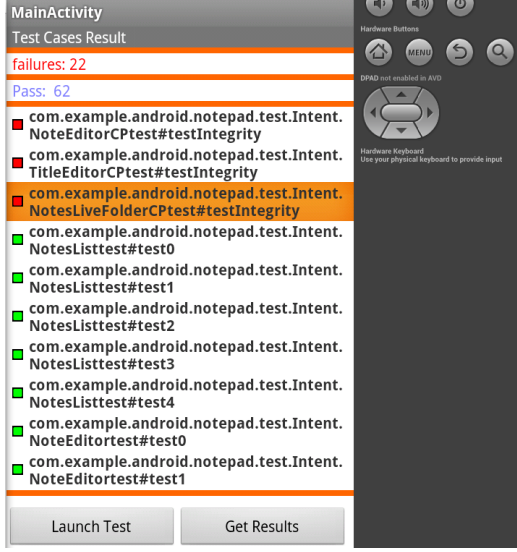 MainActivity
Test Cases Result
failures: 22
Pass: 62
com.example.android.notepad.test.Intent.
NoteEditorCPtest#testIntegrity
com.example.android.notepad.test.Intent.
TitleEditorCPtest#testIntegrity
com.example.android.notepad.test.Intent.
NotesLiveFolderCPtest#testIntegrity
com.example.android.notepad.test.Intent.
NotesListtest#test0
com.example.android.notepad.test.Intent.
NotesListtest#test1
com.example.android.notepad.test.Intent.
NotesListtest#test2
com.example.android.notepad.test.Intent.
NotesListtest#test3
com.example.android.notepad.test.Intent.
NotesListtest#test4
com.example.android.notepad.test.Intent.
NoteEditortest#test0
com.example.android.notepad.test.Intent.
NoteEditortest#test1
Launch Test
Get Results
Hardware Buttons
MENU
DPAD not enabled in AVD
Hardware Keyboard
Use your physical keyboard to provide input